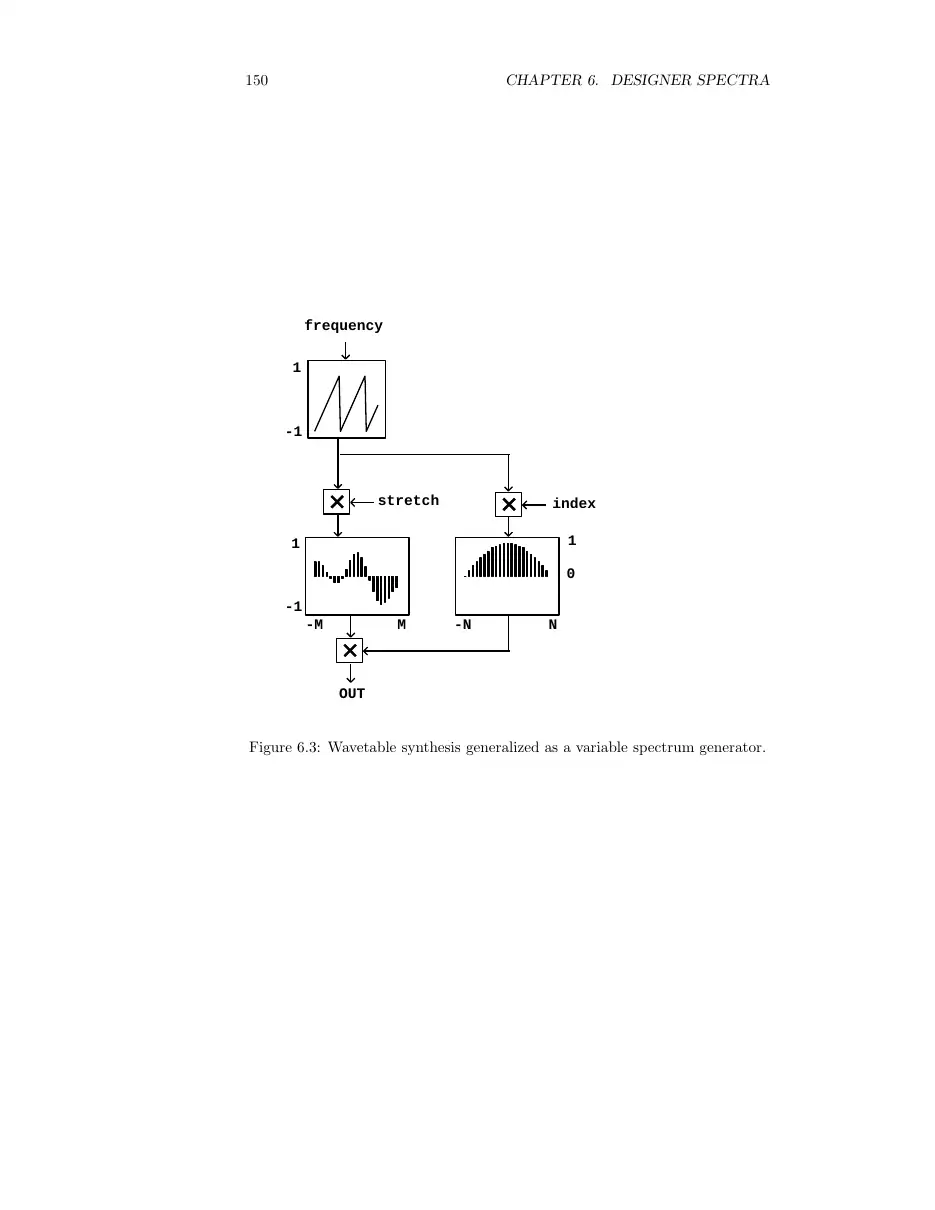 150 CHAPTER 6. DESIGNER SPECTRA
frequency
1
-1
stretch
index
1
-1
-M M
1
0
-N N
OUT
Figure 6.3: Wavetable synthesis generalized as a variable spectrum generator.